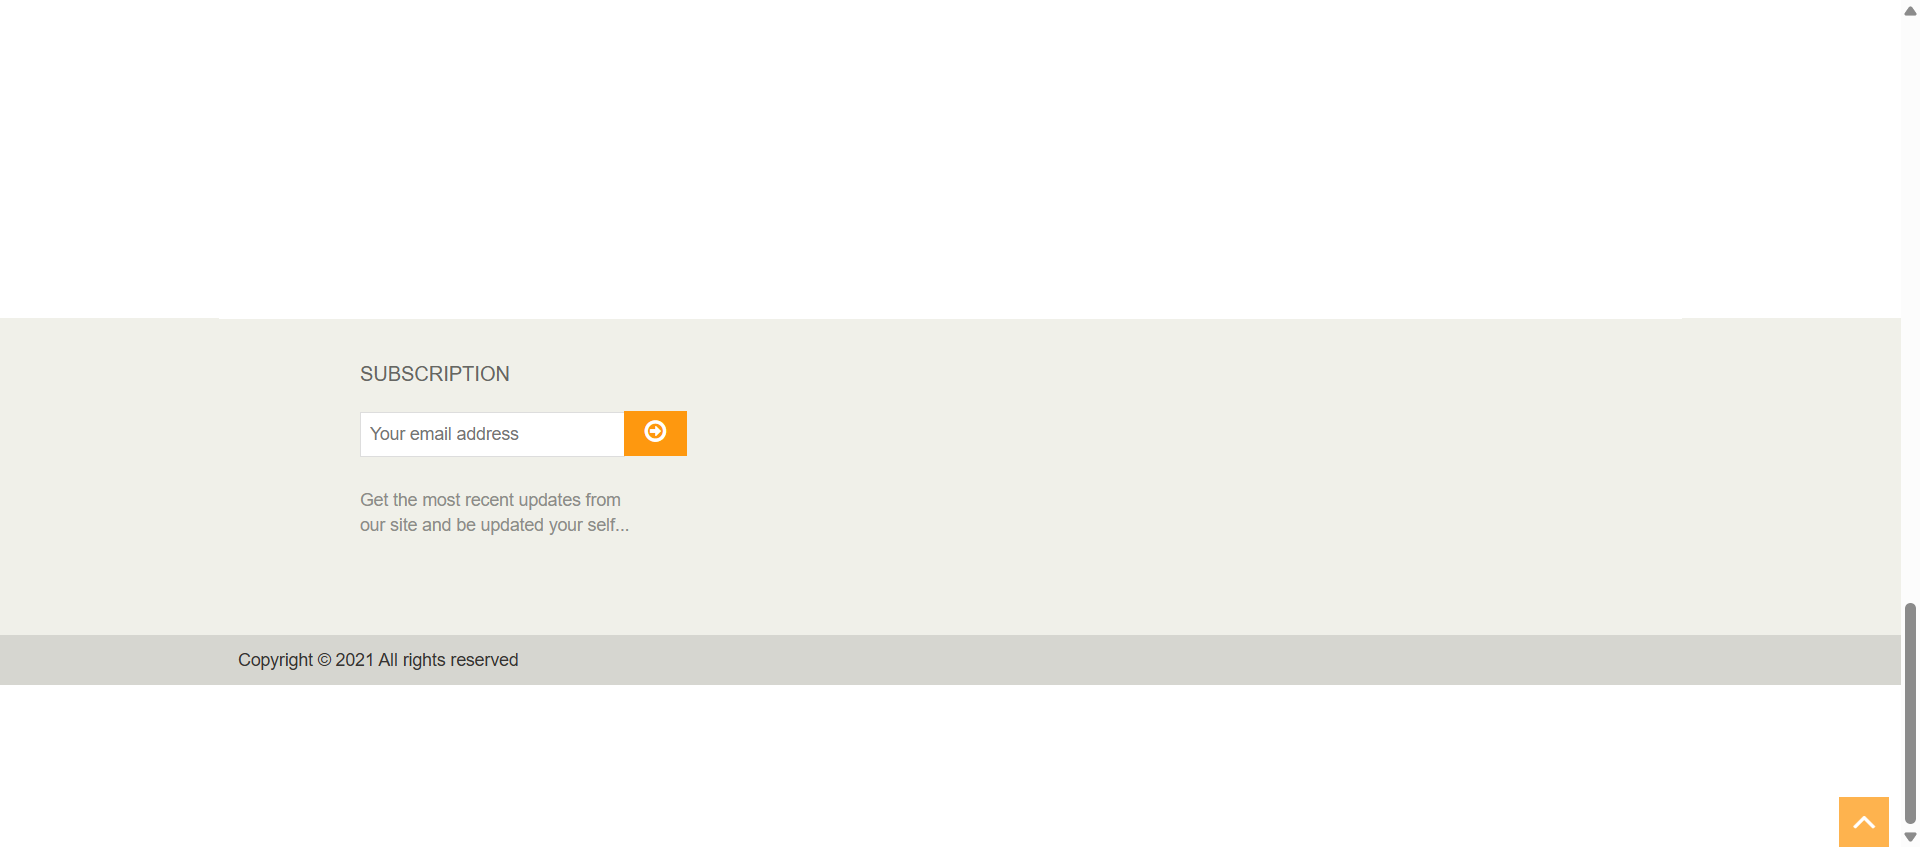 SUBSCRIPTION
Your email address
Get the most recent updates from
our site and be updated your self...
Copyright © 2021 All rights reserved